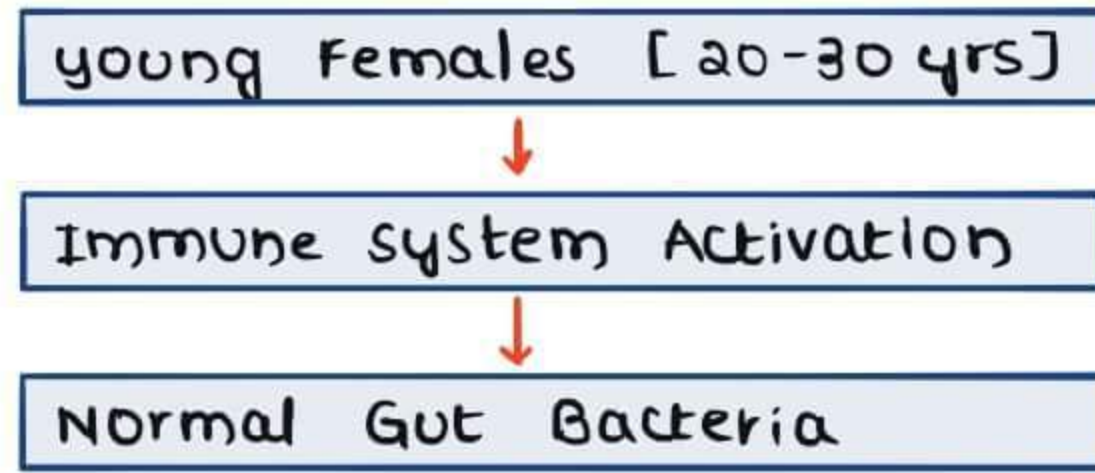 young Females [20-30 yrs]
Immune system Activation
Normal Gut Bacteria